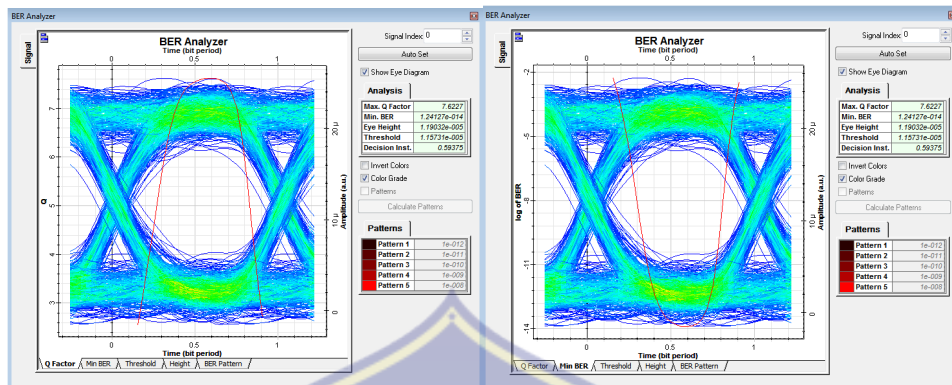 BER Analyzer
Signal
BER Analyzer
Time (bit period)
0 0.5 1
Q
7
6
5
4
3
Amplitude (a.u.)
20 µ
10 µ
0
0 0.5 1
Time (bit period)
Q Factor Min BER Threshold Height BER Pattern
Signal Index: 0
Auto Set
Show Eye Diagram
Analysis
Max. Q Factor 7.6227
Min. BER 1.24127e-014
Eye Height 1.19032e-005
Threshold 1.15731e-005
Decision Inst. 0.59375
Invert Colors
Color Grade
Patterns
Calculate Patterns
Patterns
Pattern 1 1e-012
Pattern 2 1e-011
Pattern 3 1e-010
Pattern 4 1e-009
Pattern 5 1e-008
BER Analyzer
Signal
BER Analyzer
Time (bit period)
0 0.5 1
log of BER
-2
-5
-8
-11
-14
Amplitude (a.u.)
20 µ
10 µ
0
0 0.5 1
Time (bit period)
Q Factor Min BER Threshold Height BER Pattern
Signal Index: 0
Auto Set
Show Eye Diagram
Analysis
Max. Q Factor 7.6227
Min. BER 1.24127e-014
Eye Height 1.19032e-005
Threshold 1.15731e-005
Decision Inst. 0.59375
Invert Colors
Color Grade
Patterns
Calculate Patterns
Patterns
Pattern 1 1e-012
Pattern 2 1e-011
Pattern 3 1e-010
Pattern 4 1e-009
Pattern 5 1e-008